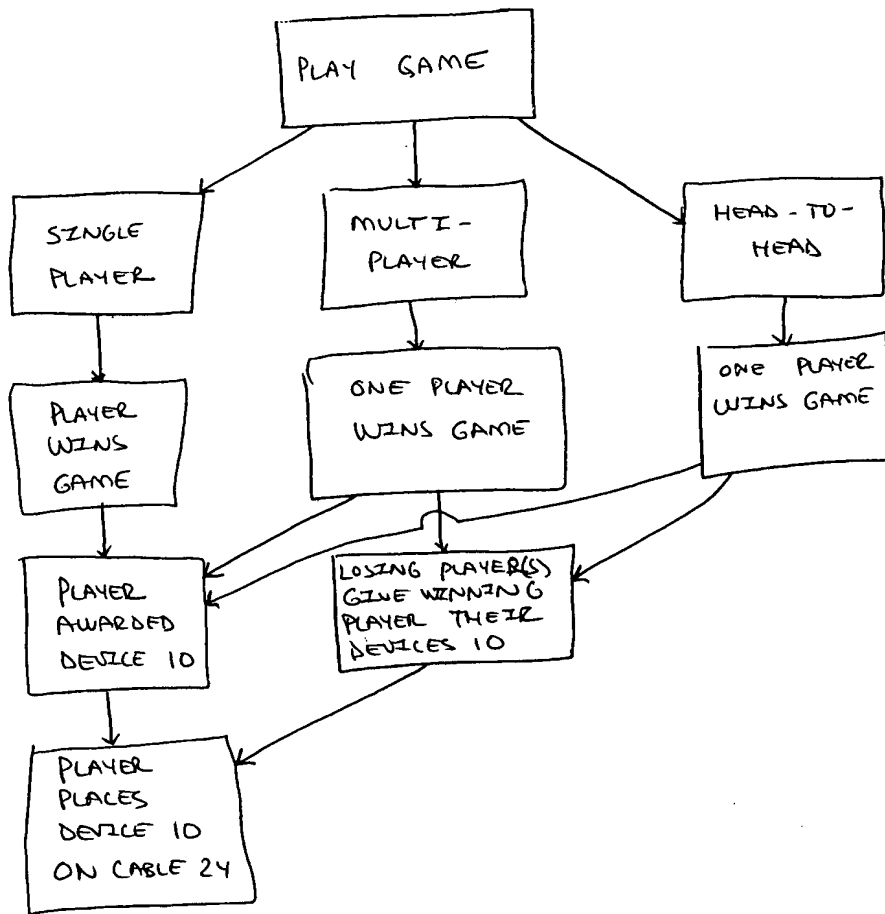 PLAY GAME
SINGLE
PLAYER
MULTI-
PLAYER
HEAD-TO-
HEAD
PLAYER
WINS
GAME
ONE PLAYER
WINS GAME
ONE PLAYER
WINS GAME
PLAYER
AWARDED
DEVICE 10
LOSING PLAYER(S)
GIVE WINNING
PLAYER THEIR
DEVICES 10
PLAYER
PLACES
DEVICE 10
ON CABLE 24